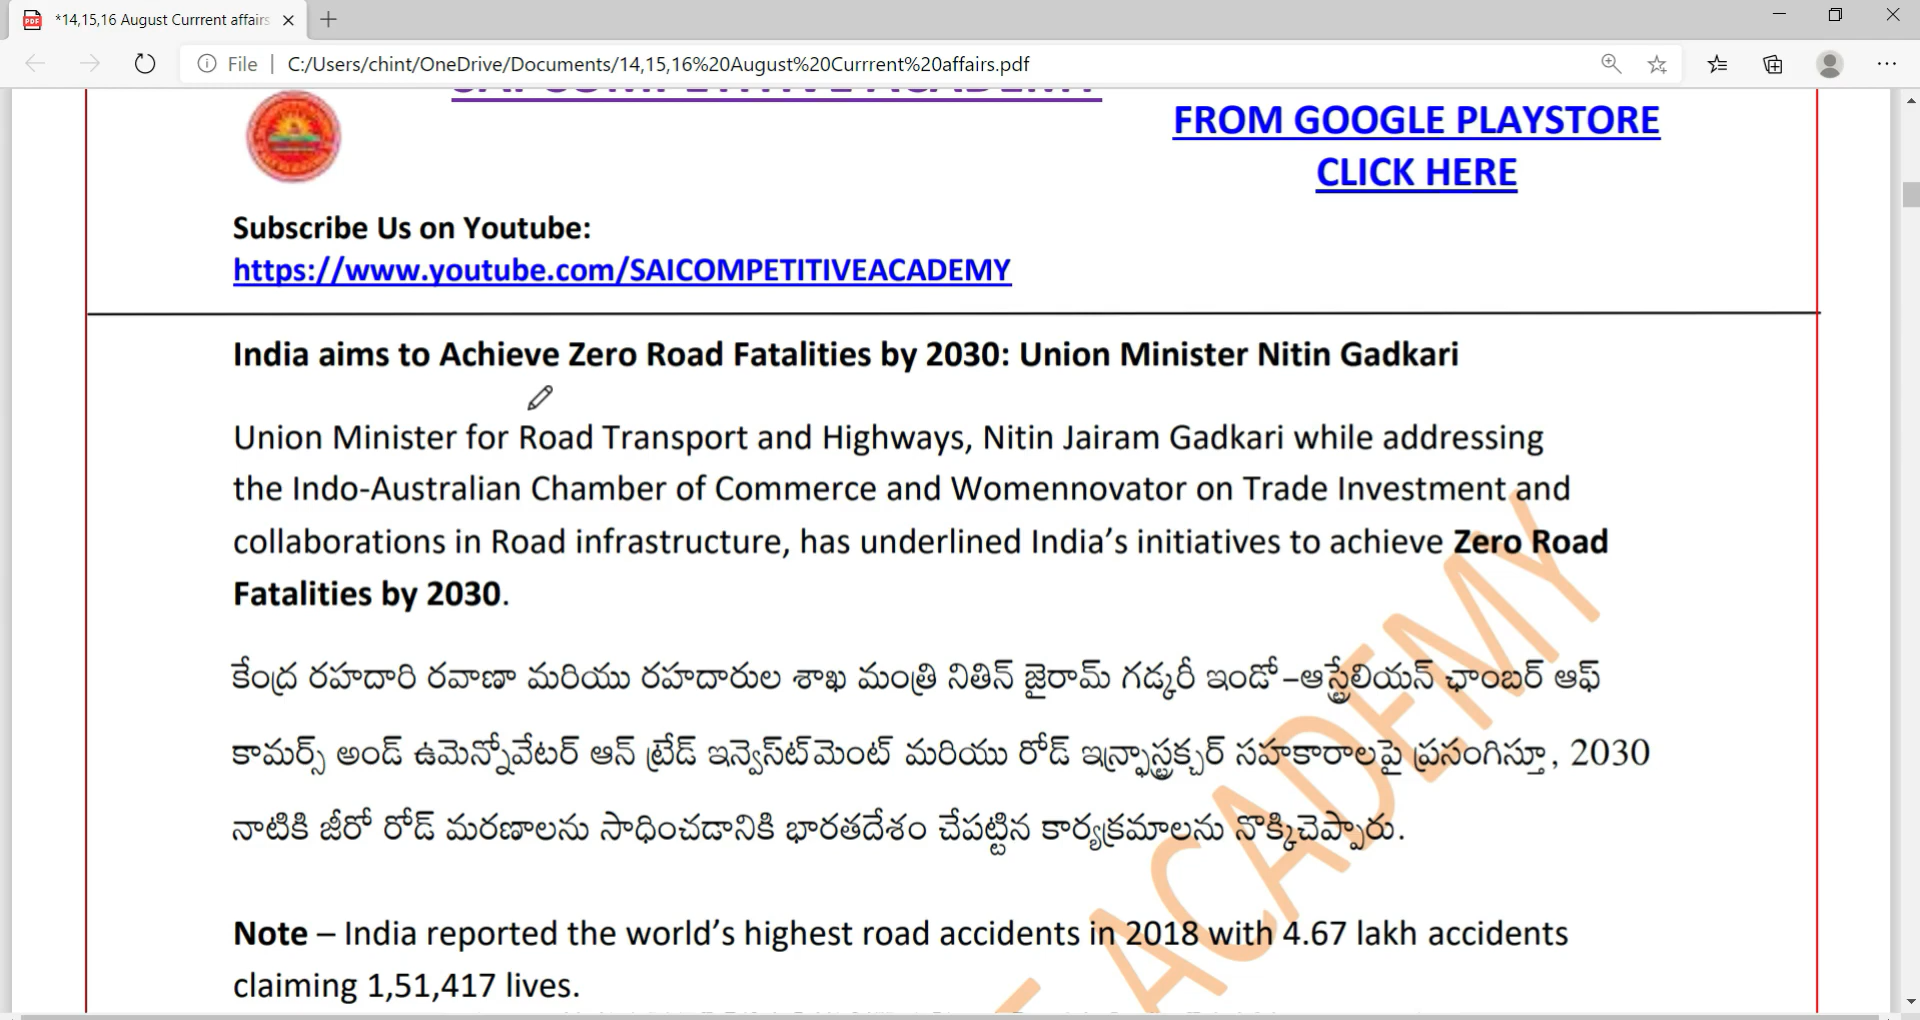 *14,15,16 August Currrent affairs
File | C:/Users/chint/OneDrive/Documents/14,15,16%20August%20Currrent%20affairs.pdf
SAI COMPETITIVE ACADEMY
FROM GOOGLE PLAYSTORE
CLICK HERE
Subscribe Us on Youtube:
https://www.youtube.com/SAICOMPETITIVEACADEMY
India aims to Achieve Zero Road Fatalities by 2030: Union Minister Nitin Gadkari
Union Minister for Road Transport and Highways, Nitin Jairam Gadkari while addressing
the Indo-Australian Chamber of Commerce and Womennovator on Trade Investment and
collaborations in Road infrastructure, has underlined India’s initiatives to achieve Zero Road
Fatalities by 2030.
కేంద్ర రహదారి రవాణా మరియు రహదారుల శాఖ మంత్రి నితిన్ జైరామ్ గడ్కరీ ఇండో-ఆస్ట్రేలియన్ ఛాంబర్ ఆఫ్
కామర్స్ అండ్ ఉమెన్నోవేటర్ ఆన్ ట్రేడ్ ఇన్వెస్ట్‌మెంట్ మరియు రోడ్ ఇన్ఫ్రాస్ట్రక్చర్ సహకారాలపై ప్రసంగిస్తూ, 2030
నాటికి జీరో రోడ్ మరణాలను సాధించడానికి భారతదేశం చేపట్టిన కార్యక్రమాలను నొక్కిచెప్పారు.
Note – India reported the world’s highest road accidents in 2018 with 4.67 lakh accidents
claiming 1,51,417 lives.
ACADEMY